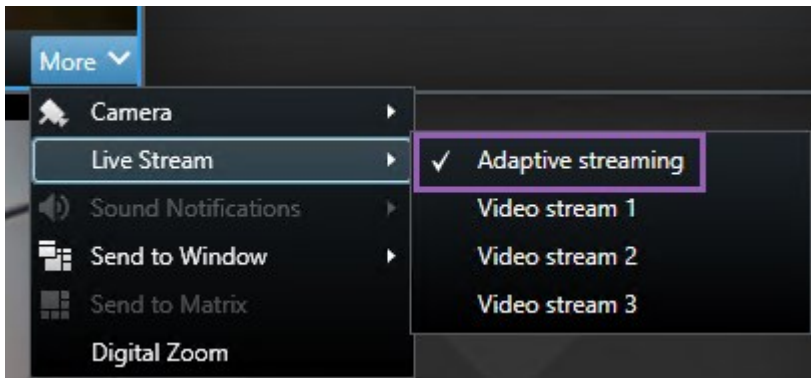 More
Camera
Live Stream
Sound Notifications
Send to Window
Send to Matrix
Digital Zoom
Adaptive streaming
Video stream 1
Video stream 2
Video stream 3